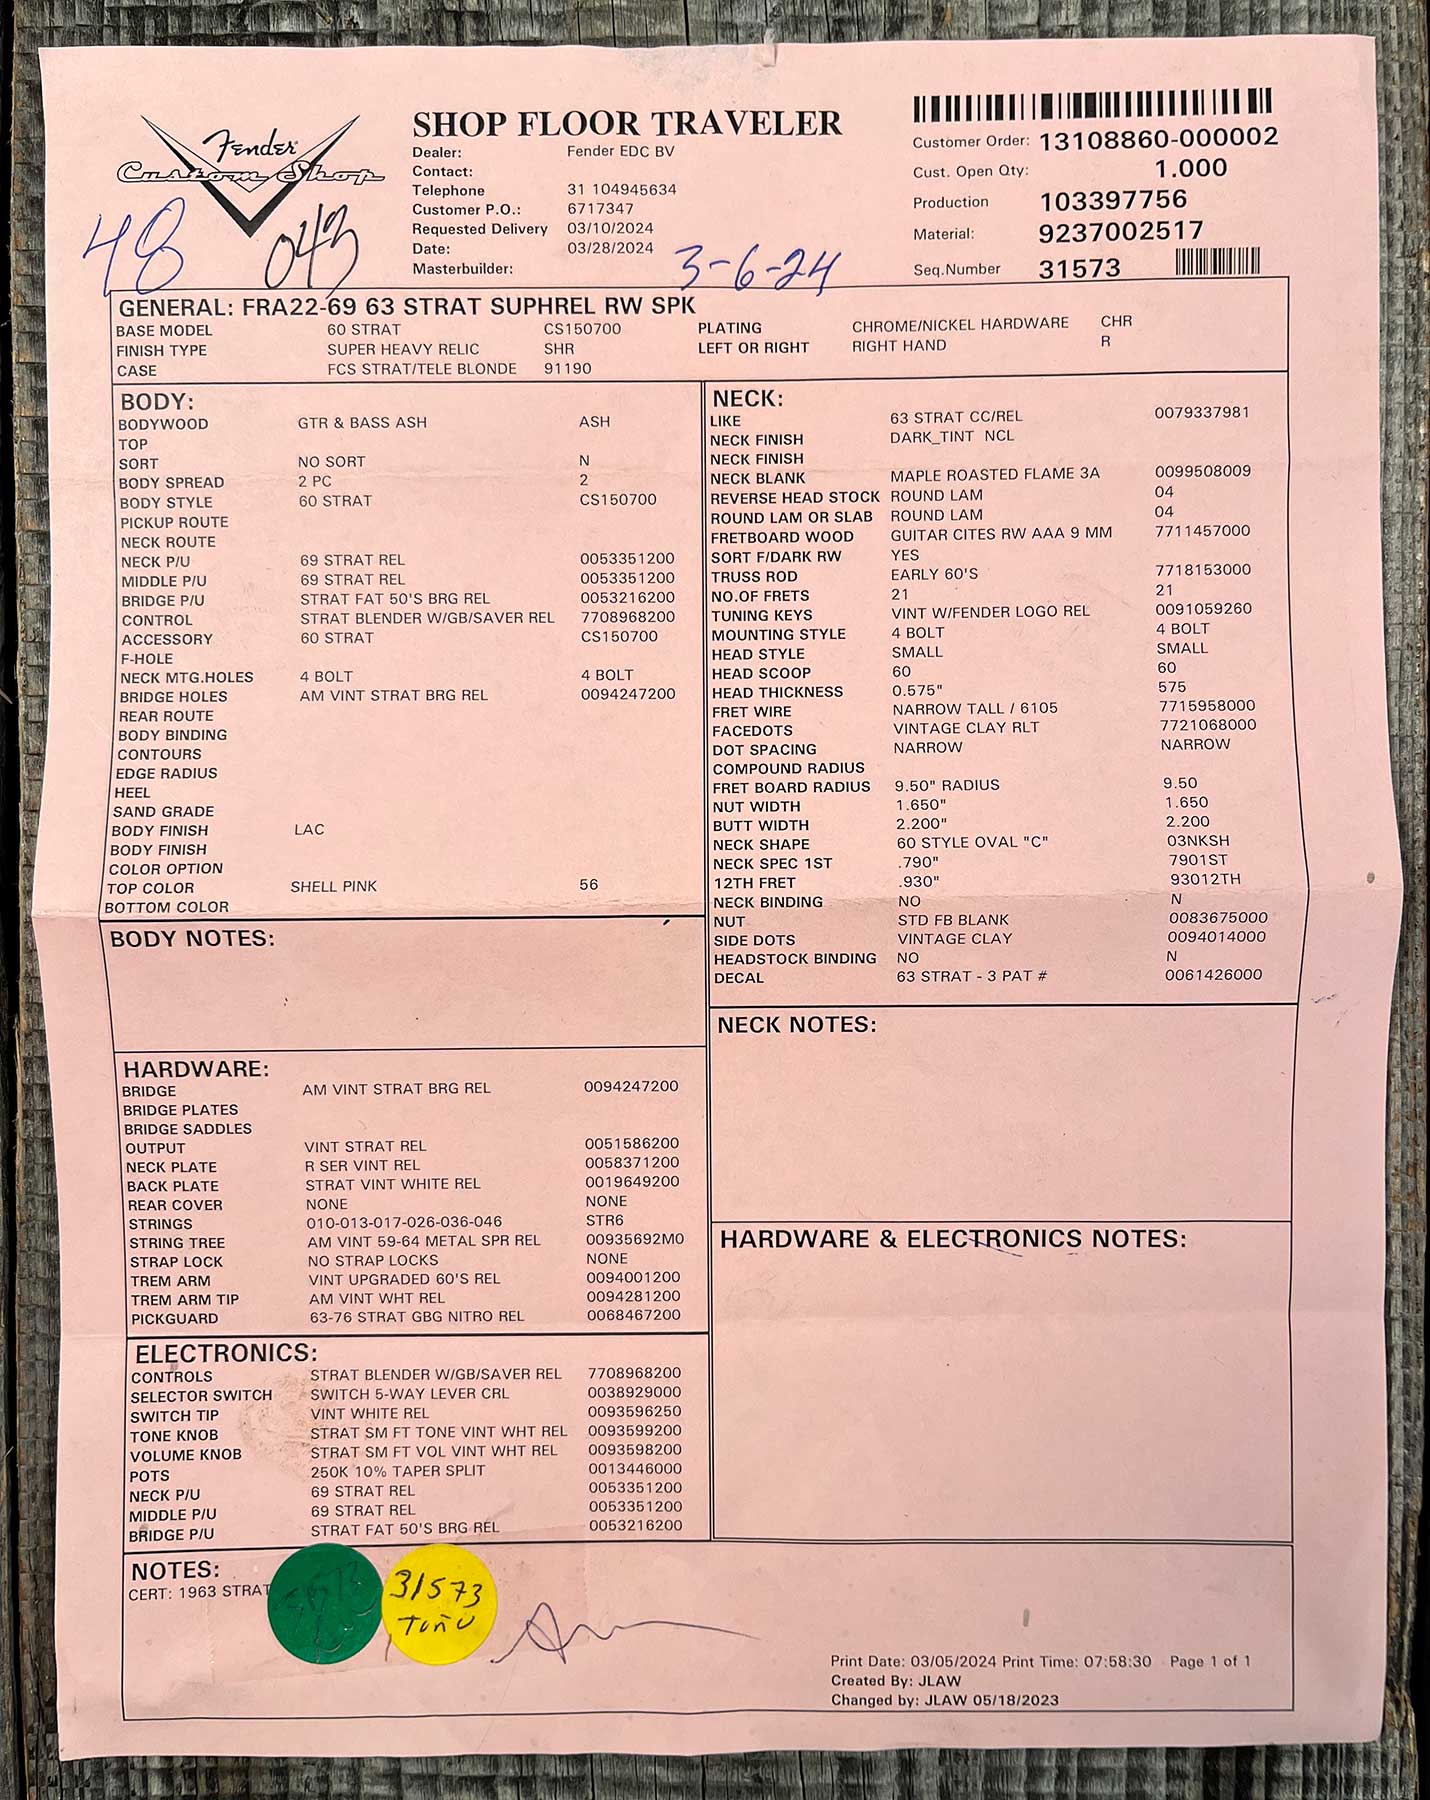 Fender
Custom Shop
SHOP FLOOR TRAVELER
Dealer: Fender EDC BV
Contact:
Telephone 31 104945634
Customer P.O.: 6717347
Requested Delivery 03/10/2024
Date: 03/28/2024
Masterbuilder:
Customer Order: 13108860-000002
Cust. Open Qty: 1.000
Production 103397756
Material: 9237002517
Seq.Number 31573
48 043 3-6-24
GENERAL: FRA22-69 63 STRAT SUPHREL RW SPK
BASE MODEL 60 STRAT CS150700 PLATING CHROME/NICKEL HARDWARE CHR
FINISH TYPE SUPER HEAVY RELIC SHR LEFT OR RIGHT RIGHT HAND R
CASE FCS STRAT/TELE BLONDE 91190
BODY:
BODYWOOD GTR & BASS ASH ASH
TOP
SORT NO SORT N
BODY SPREAD 2 PC 2
BODY STYLE 60 STRAT CS150700
PICKUP ROUTE
NECK ROUTE
NECK P/U 69 STRAT REL 0053351200
MIDDLE P/U 69 STRAT REL 0053351200
BRIDGE P/U STRAT FAT 50'S BRG REL 0053216200
CONTROL STRAT BLENDER W/GB/SAVER REL 7708968200
ACCESSORY 60 STRAT CS150700
F-HOLE
NECK MTG.HOLES 4 BOLT 4 BOLT
BRIDGE HOLES AM VINT STRAT BRG REL 0094247200
REAR ROUTE
BODY BINDING
CONTOURS
EDGE RADIUS
HEEL
SAND GRADE
BODY FINISH LAC
BODY FINISH
COLOR OPTION
TOP COLOR SHELL PINK 56
BOTTOM COLOR
BODY NOTES:
HARDWARE:
BRIDGE AM VINT STRAT BRG REL 0094247200
BRIDGE PLATES
BRIDGE SADDLES
OUTPUT VINT STRAT REL 0051586200
NECK PLATE R SER VINT REL 0058371200
BACK PLATE STRAT VINT WHITE REL 0019649200
REAR COVER NONE NONE
STRINGS 010-013-017-026-036-046 STR6
STRING TREE AM VINT 59-64 METAL SPR REL 00935692M0
STRAP LOCK NO STRAP LOCKS NONE
TREM ARM VINT UPGRADED 60'S REL 0094001200
TREM ARM TIP AM VINT WHT REL 0094281200
PICKGUARD 63-76 STRAT GBG NITRO REL 0068467200
ELECTRONICS:
CONTROLS STRAT BLENDER W/GB/SAVER REL 7708968200
SELECTOR SWITCH SWITCH 5-WAY LEVER CRL 0038929000
SWITCH TIP VINT WHITE REL 0093596250
TONE KNOB STRAT SM FT TONE VINT WHT REL 0093599200
VOLUME KNOB STRAT SM FT VOL VINT WHT REL 0093598200
POTS 250K 10% TAPER SPLIT 0013446000
NECK P/U 69 STRAT REL 0053351200
MIDDLE P/U 69 STRAT REL 0053351200
BRIDGE P/U STRAT FAT 50'S BRG REL 0053216200
NECK:
LIKE 63 STRAT CC/REL 0079337981
NECK FINISH DARK_TINT NCL
NECK FINISH
NECK BLANK MAPLE ROASTED FLAME 3A 0099508009
REVERSE HEAD STOCK ROUND LAM 04
ROUND LAM OR SLAB ROUND LAM 04
FRETBOARD WOOD GUITAR CITES RW AAA 9 MM 7711457000
SORT F/DARK RW YES
TRUSS ROD EARLY 60'S 7718153000
NO.OF FRETS 21 21
TUNING KEYS VINT W/FENDER LOGO REL 0091059260
MOUNTING STYLE 4 BOLT 4 BOLT
HEAD STYLE SMALL SMALL
HEAD SCOOP 60 60
HEAD THICKNESS 0.575" 575
FRET WIRE NARROW TALL / 6105 7715958000
FACEDOTS VINTAGE CLAY RLT 7721068000
DOT SPACING NARROW NARROW
COMPOUND RADIUS
FRET BOARD RADIUS 9.50" RADIUS 9.50
NUT WIDTH 1.650" 1.650
BUTT WIDTH 2.200" 2.200
NECK SHAPE 60 STYLE OVAL "C" 03NKSH
NECK SPEC 1ST .790" 7901ST
12TH FRET .930" 93012TH
NECK BINDING NO N
NUT STD FB BLANK 0083675000
SIDE DOTS VINTAGE CLAY 0094014000
HEADSTOCK BINDING NO N
DECAL 63 STRAT - 3 PAT # 0061426000
NECK NOTES:
HARDWARE & ELECTRONICS NOTES:
NOTES:
CERT: 1963 STRAT
31573
TOÑO
Print Date: 03/05/2024 Print Time: 07:58:30 Page 1 of 1
Created By: JLAW
Changed by: JLAW 05/18/2023